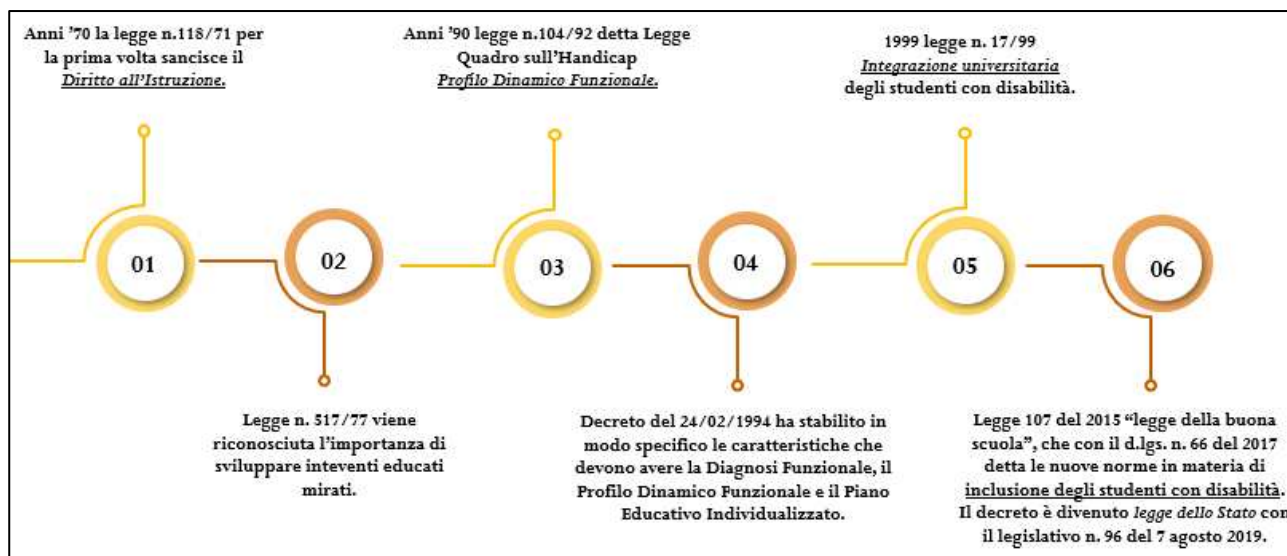 Anni '70 la legge n.118/71 per
la prima volta sancisce il
Diritto all'Istruzione.
Anni '90 legge n.104/92 detta Legge
Quadro sull'Handicap
Profilo Dinamico Funzionale.
1999 legge n. 17/99
Integrazione universitaria
degli studenti con disabilità.
01
02
03
04
05
06
Legge n. 517/77 viene
riconosciuta l'importanza di
sviluppare inteventi educati
mirati.
Decreto del 24/02/1994 ha stabilito in
modo specifico le caratteristiche che
devono avere la Diagnosi Funzionale, il
Profilo Dinamico Funzionale e il Piano
Educativo Individualizzato.
Legge 107 del 2015 “legge della buona
scuola”, che con il d.lgs. n. 66 del 2017
detta le nuove norme in materia di
inclusione degli studenti con disabilità.
Il decreto è divenuto legge dello Stato con
il legislativo n. 96 del 7 agosto 2019.